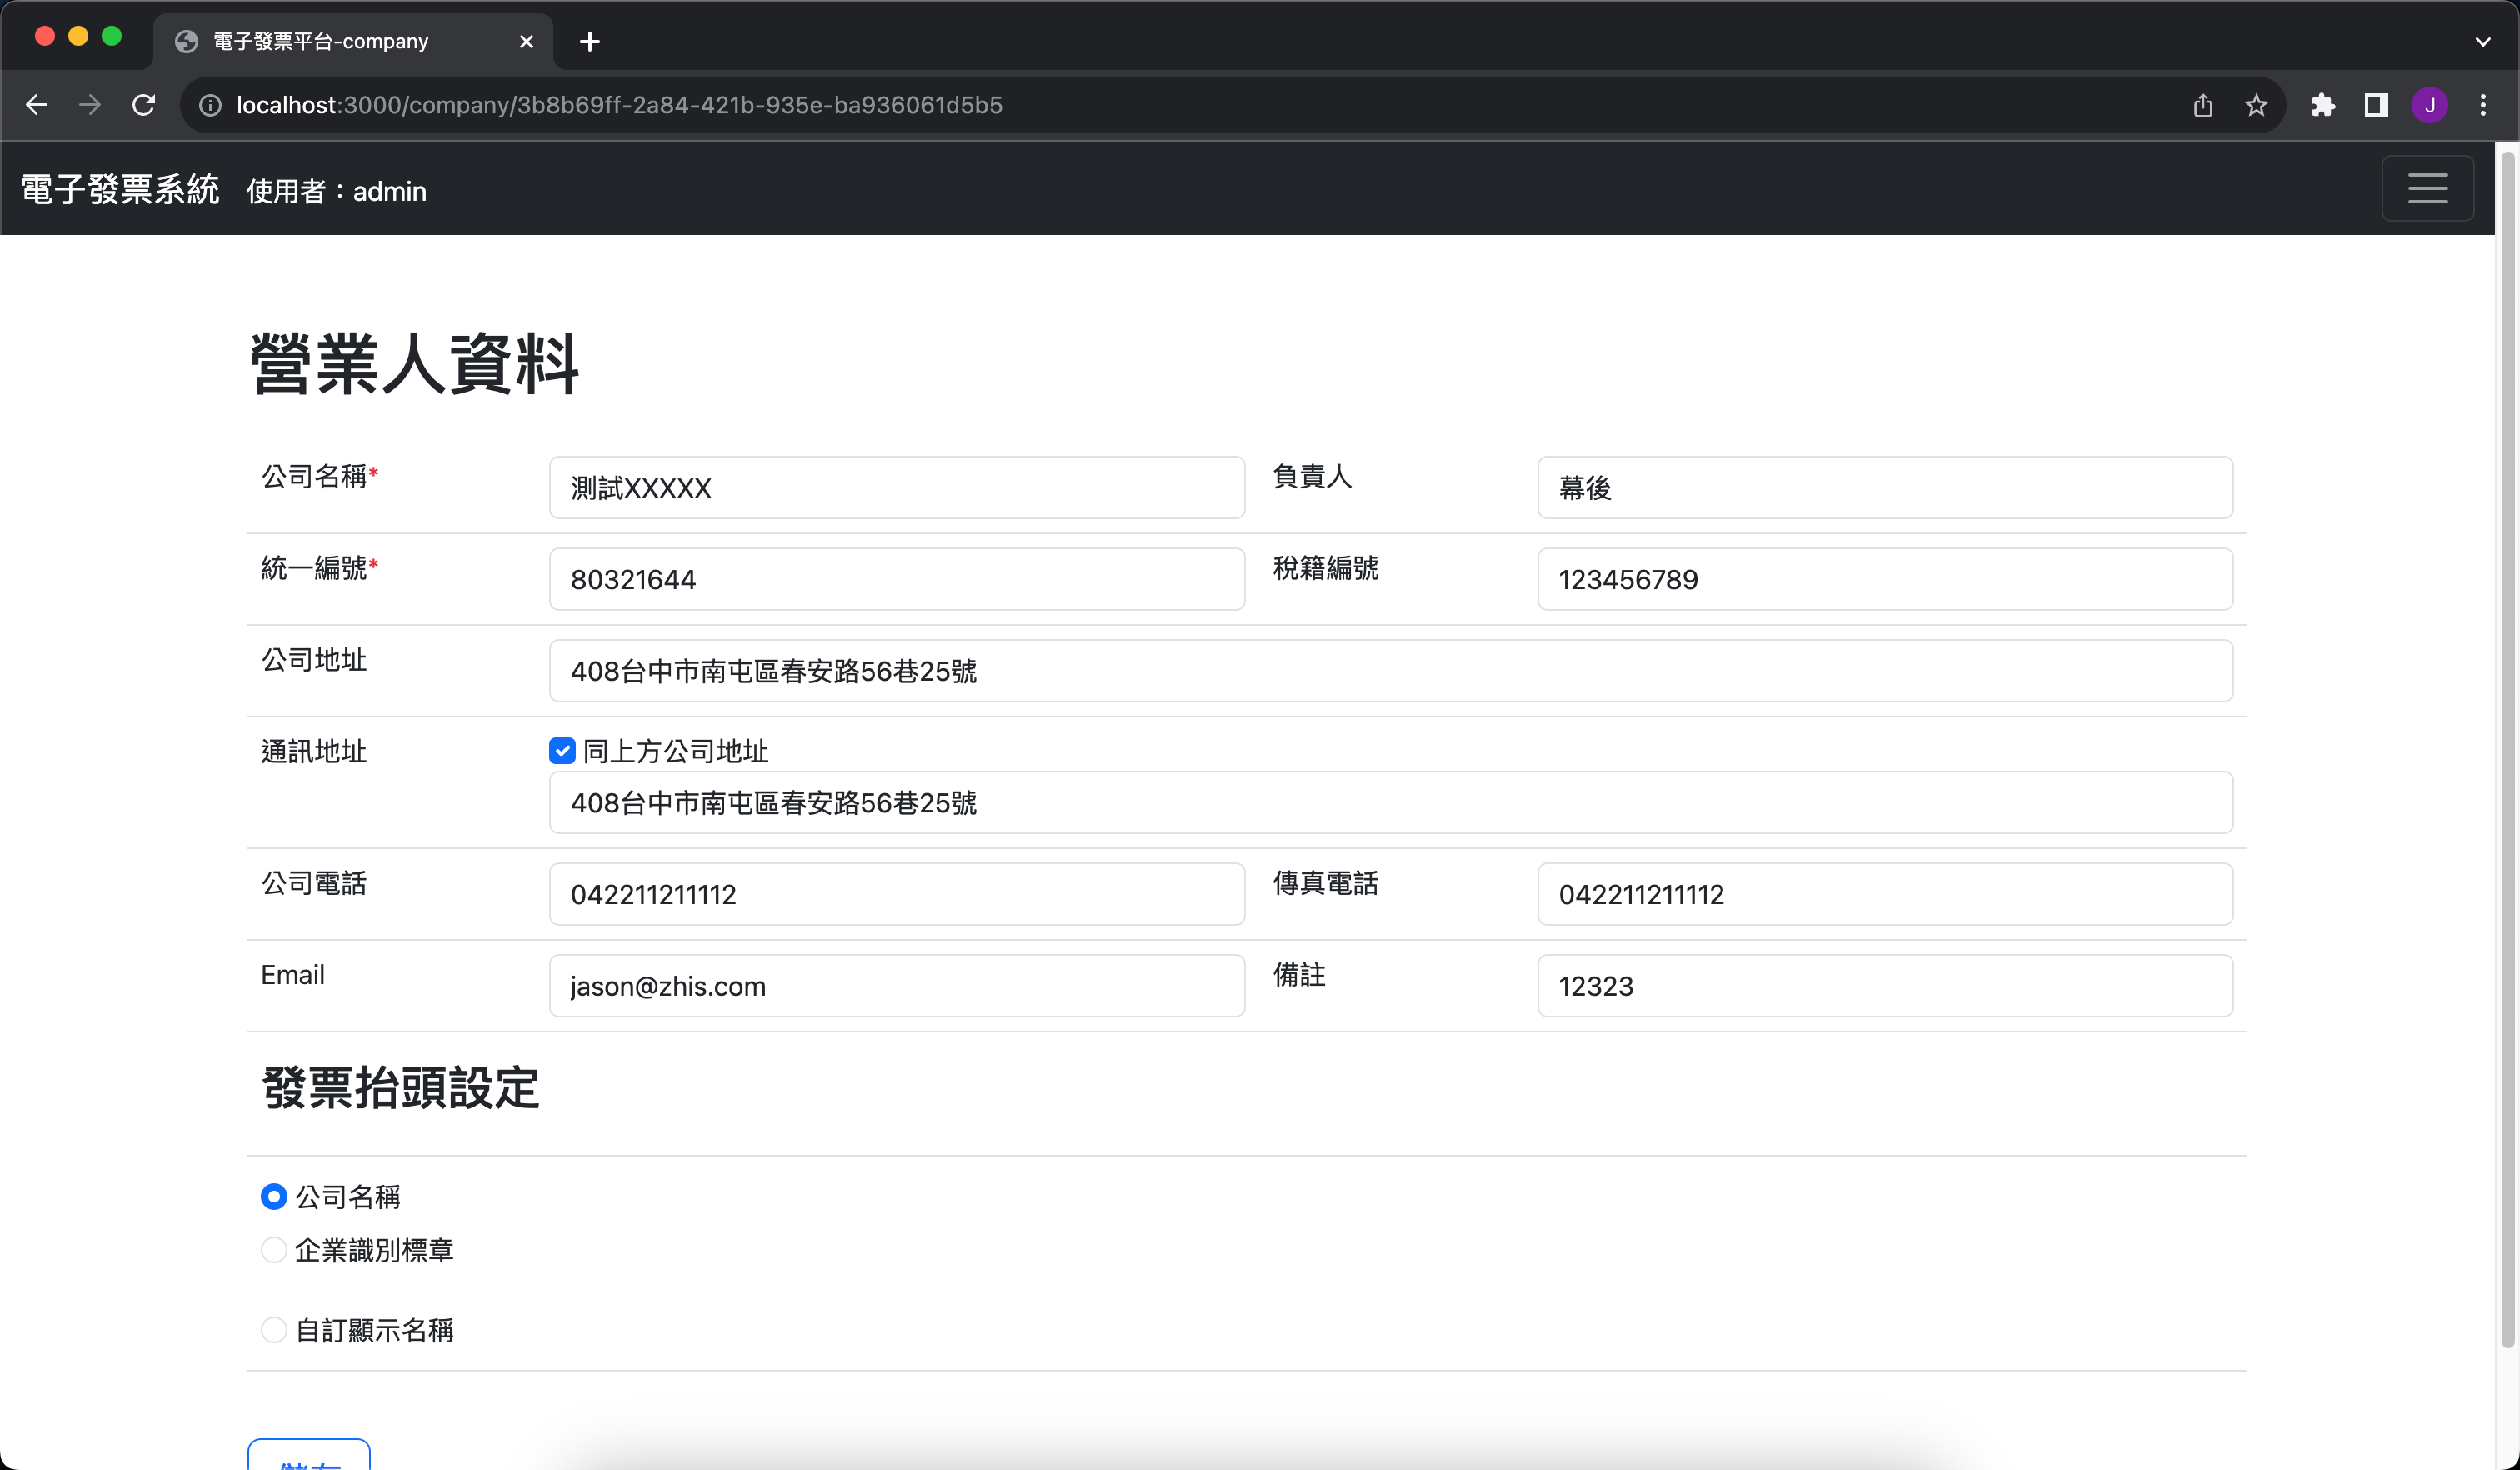 電子發票平台-company
localhost:3000/company/3b8b69ff-2a84-421b-935e-ba936061d5b5
J
電子發票系統 使用者：admin
營業人資料
公司名稱* 測試XXXXX 負責人 幕後
統一編號* 80321644 稅籍編號 123456789
公司地址 408台中市南屯區春安路56巷25號
通訊地址 同上方公司地址
408台中市南屯區春安路56巷25號
公司電話 042211211112 傳真電話 042211211112
Email jason@zhis.com 備註 12323
發票抬頭設定
公司名稱
企業識別標章
自訂顯示名稱